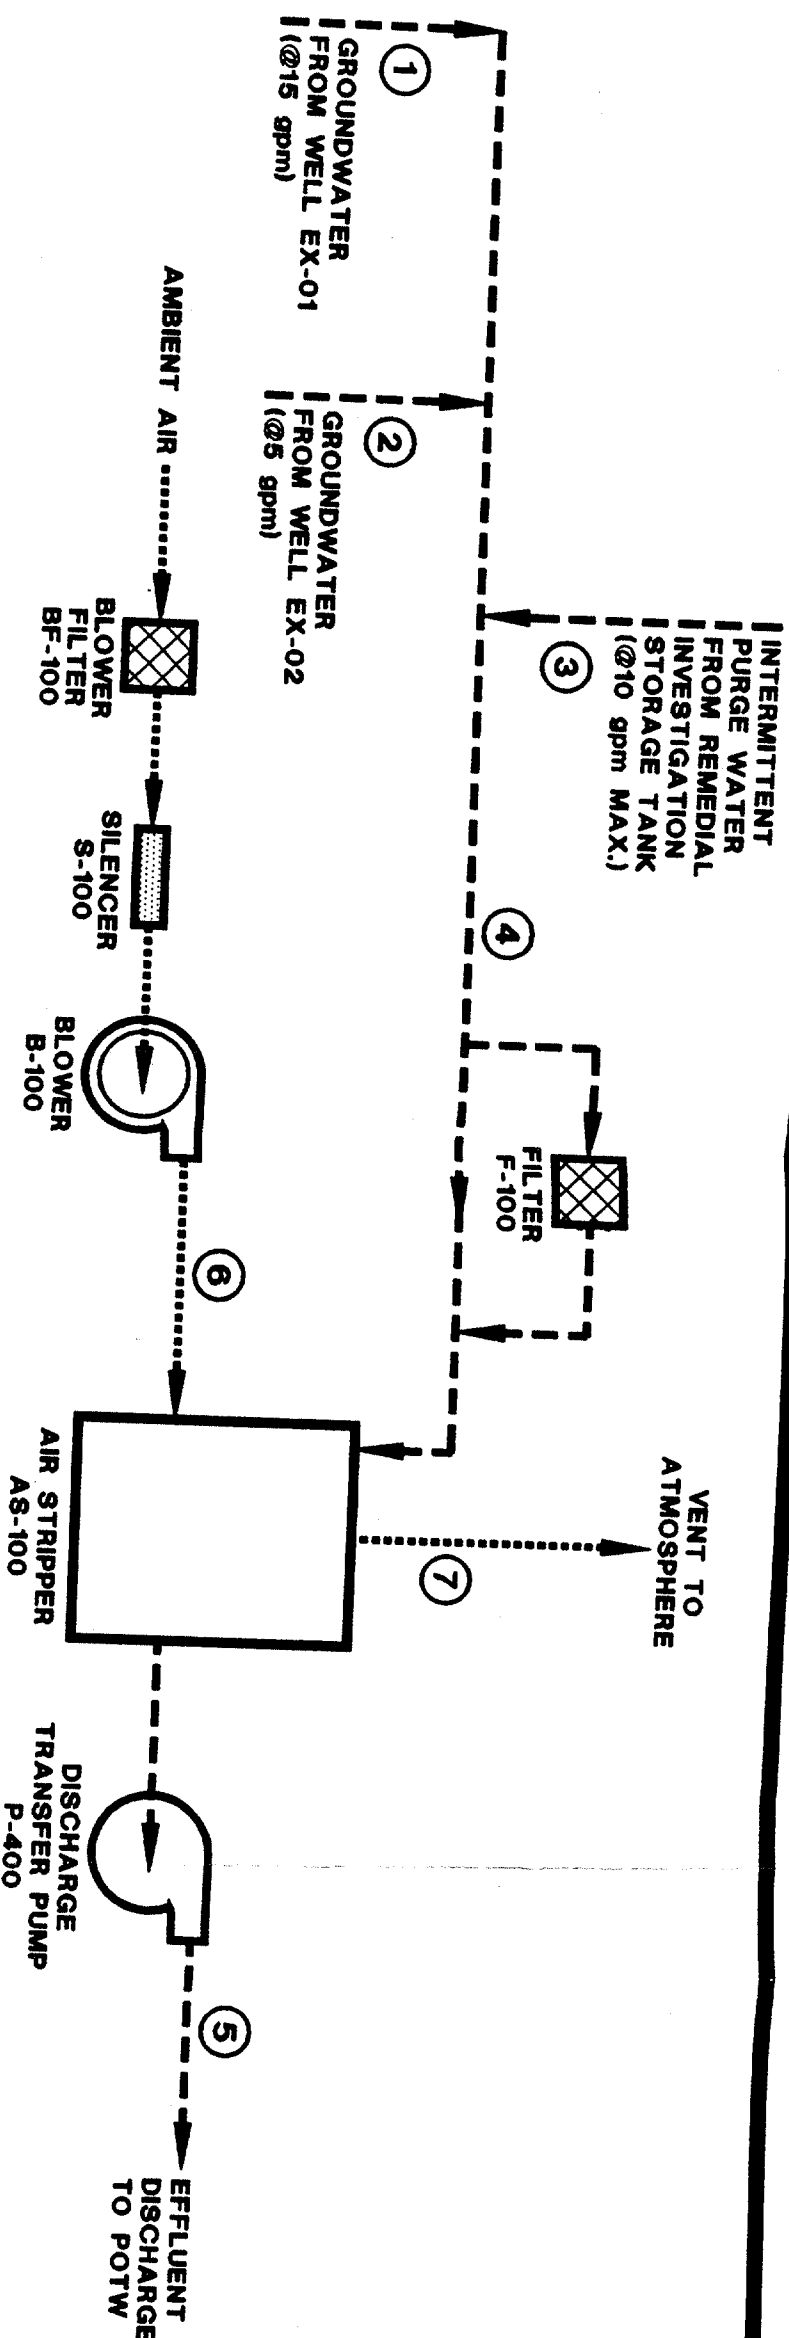 INTERMITTENT
PURGE WATER
FROM REMEDIAL
INVESTIGATION
STORAGE TANK
(@10 gpm MAX.)
3
VENT TO
ATMOSPHERE
FILTER
F-100
4
7
1
GROUNDWATER
FROM WELL EX-01
(@15 gpm)
2
GROUNDWATER
FROM WELL EX-02
(@5 gpm)
6
5
AMBIENT AIR
BLOWER
FILTER
BF-100
SILENCER
S-100
BLOWER
B-100
AIR STRIPPER
AS-100
DISCHARGE
TRANSFER PUMP
P-400
EFFLUENT
DISCHARGE
TO POTW